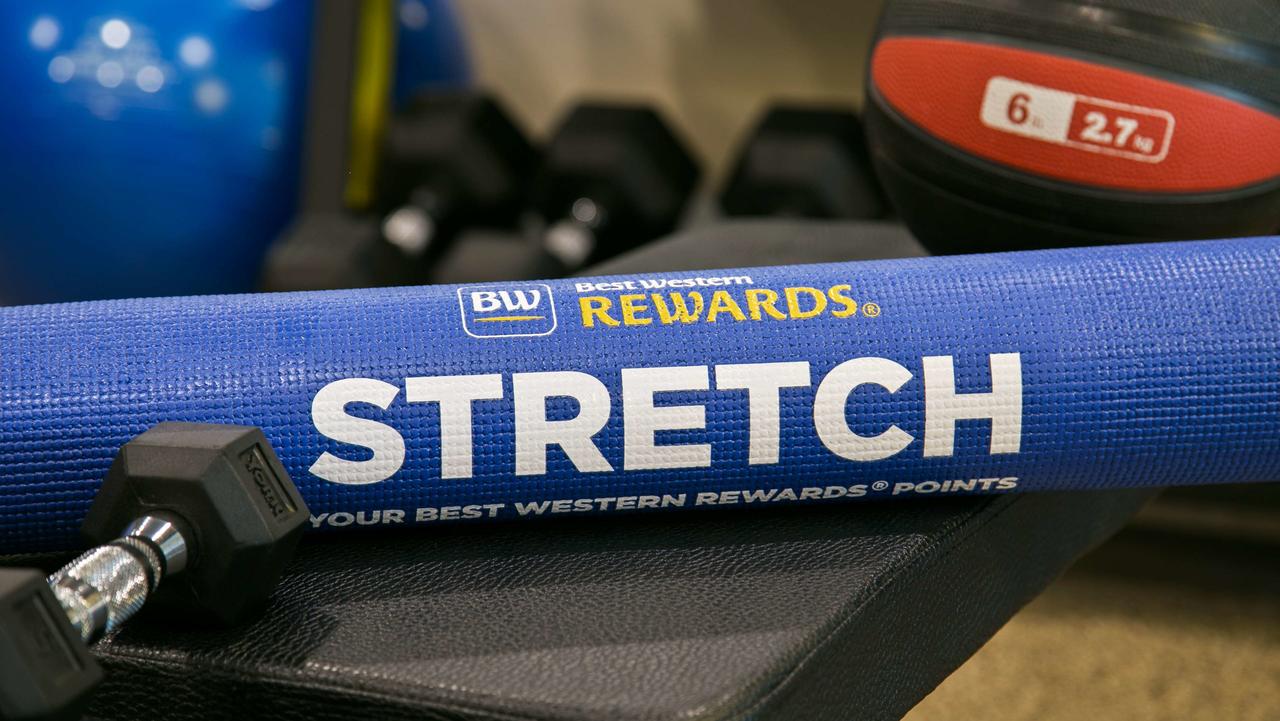 6 lb 2.7 kg
BW Best Western
REWARDS®
STRETCH
YOUR BEST WESTERN REWARDS® POINTS